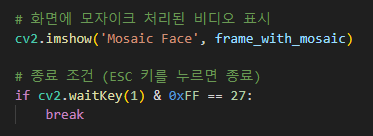 # 화면에 모자이크 처리된 비디오 표시
cv2.imshow('Mosaic Face', frame_with_mosaic)
# 종료 조건 (ESC 키를 누르면 종료)
if cv2.waitKey(1) & 0xFF == 27:
    break